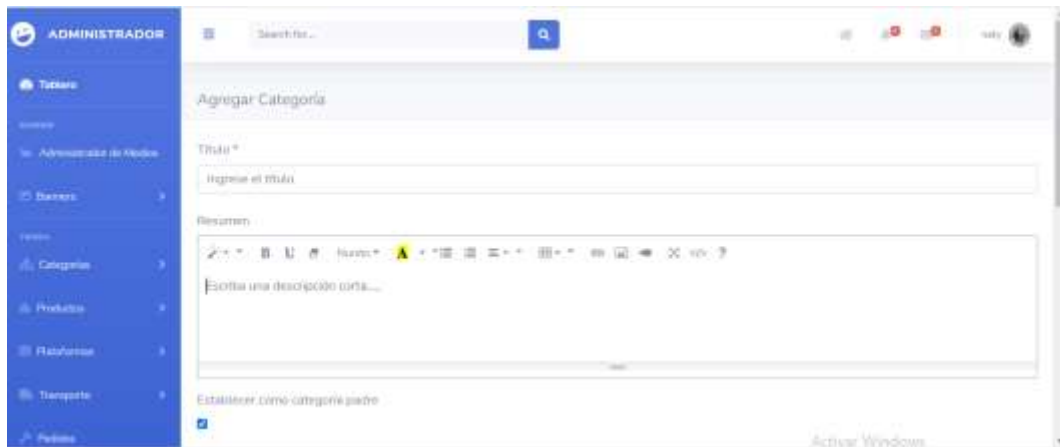 ADMINISTRADOR
Search for...
Tablero
Agregar Categoría
Administrador de Medios
Título *
Ingrese el título
Banners
Resumen
Nunito
A
Categorías
Escriba una descripción corta.....
Productos
Plataformas
Transporte
Establecer como categoría padre
Pedidos
Activar Windows